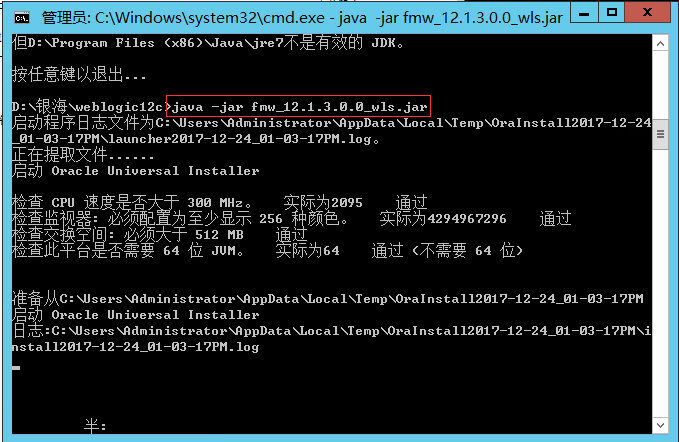 管理员: C:\Windows\system32\cmd.exe - java -jar fmw_12.1.3.0.0_wls.jar
但D:\Program Files (x86)\Java\jre7不是有效的 JDK。
按任意键以退出...
D:\银海\weblogic12c>java -jar fmw_12.1.3.0.0_wls.jar
启动程序日志文件为C:\Users\Administrator\AppData\Local\Temp\OraInstall2017-12-24
_01-03-17PM\launcher2017-12-24_01-03-17PM.log。
正在提取文件......
启动 Oracle Universal Installer
检查 CPU 速度是否大于 300 MHz。 实际为2095 通过
检查监视器: 必须配置为至少显示 256 种颜色。 实际为4294967296 通过
检查交换空间: 必须大于 512 MB 通过
检查此平台是否需要 64 位 JVM。 实际为64 通过 (不需要 64 位)
准备从C:\Users\Administrator\AppData\Local\Temp\OraInstall2017-12-24_01-03-17PM
启动 Oracle Universal Installer
日志:C:\Users\Administrator\AppData\Local\Temp\OraInstall2017-12-24_01-03-17PM\i
nstall2017-12-24_01-03-17PM.log
半: